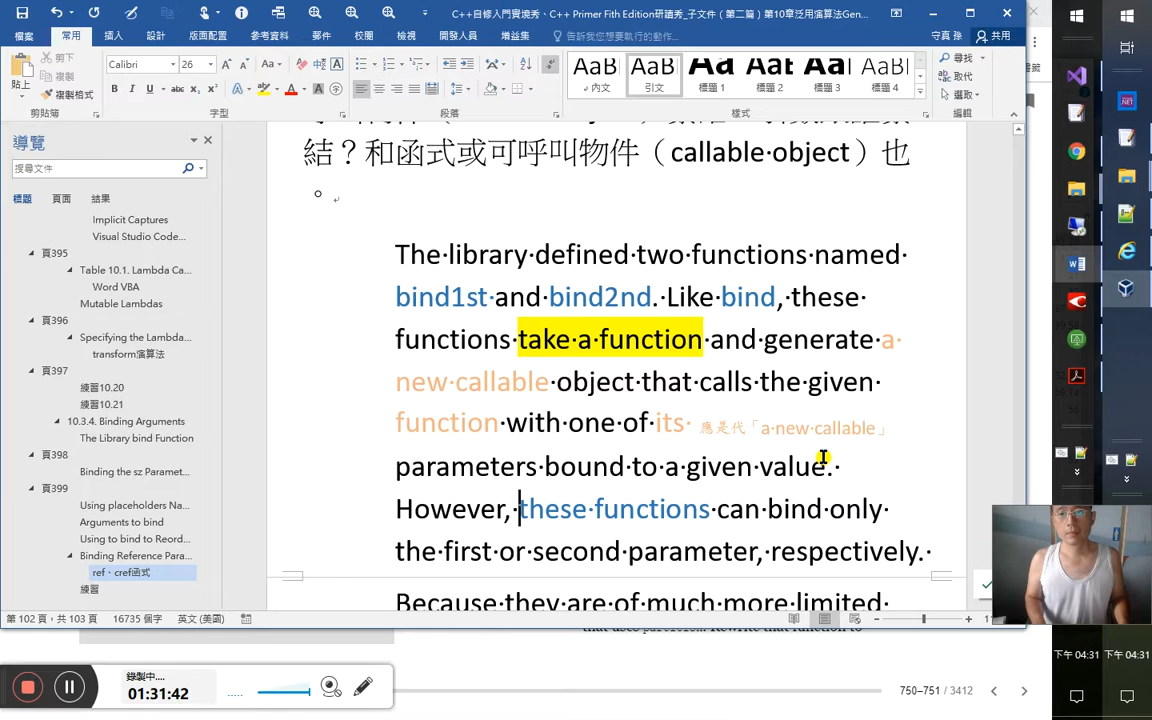 C++自修入門實境秀、C++ Primer Fith Edition研讀秀_子文件（第二篇）第10章泛用演算法Gen...
檔案 常用 插入 設計 版面配置 參考資料 郵件 校閱 檢視 開發人員 增益集 告訴我您想要執行的動作... 守真 孫 共用
貼上 剪下 複製 複製格式
Calibri 26
AaB AaB Aa AaB AaB AaBl
內文 引文 標題 1 標題 2 標題 3 標題 4
尋找 取代 選取
剪貼簿 字型 段落 樣式 編輯
導覽
搜尋文件
標題 頁面 結果
Implicit Captures
Visual Studio Code...
頁395
Table 10.1. Lambda Ca...
Word VBA
Mutable Lambdas
頁396
Specifying the Lambda...
transform演算法
頁397
練習10.20
練習10.21
10.3.4. Binding Arguments
The Library bind Function
頁398
Binding the sz Paramet...
頁399
Using placeholders Na...
Arguments to bind
Using to bind to Reord...
Binding Reference Para...
ref、cref函式
練習
結？和函式或可呼叫物件（callable object）也
。
The library defined two functions named
bind1st and bind2nd. Like bind, these
functions take a function and generate a
new callable object that calls the given
function with one of its 應是代「a new callable」
parameters bound to a given value.
However, these functions can bind only
the first or second parameter, respectively.
Because they are of much more limited
第 102 頁，共 103 頁 16735 個字 英文 (美國)
that uses partition. Rewrite that function to
錄製中....
01:31:42
750–751 / 3412
下午 04:31 下午 04:31